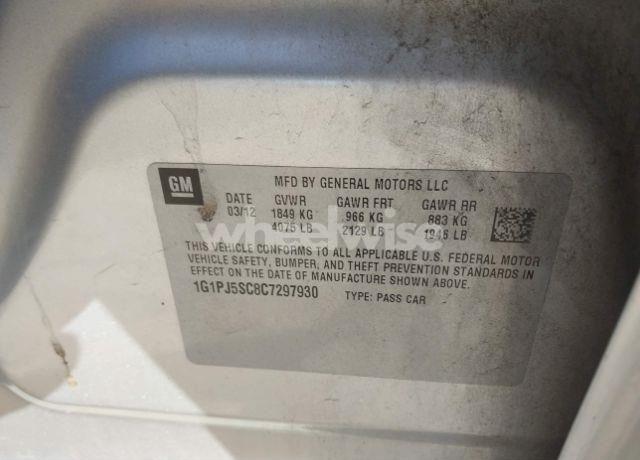 GM
MFD BY GENERAL MOTORS LLC
DATE GVWR GAWR FRT GAWR RR
03/12 1849 KG 966 KG 883 KG
4075 LB 2129 LB 1946 LB
wheelwise
THIS VEHICLE CONFORMS TO ALL APPLICABLE U.S. FEDERAL MOTOR
VEHICLE SAFETY, BUMPER, AND THEFT PREVENTION STANDARDS IN
EFFECT ON THE DATE OF MANUFACTURE SHOWN ABOVE.
1G1PJ5SC8C7297930 TYPE: PASS CAR